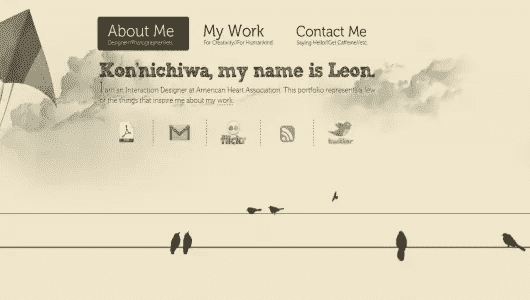 About Me
Designer/Photographer/etc.
My Work
For Creativity//For Humankind
Contact Me
Saying Hello//Get Caffeine//etc.
Kon'nichiwa, my name is Leon.
I am an Interaction Designer at American Heart Association. This portfolio represents a few
of the things that inspire me about my work.
flickr
twitter